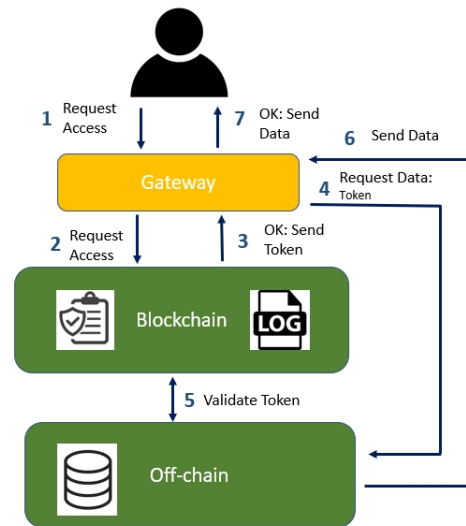 1 Request
Access
7 OK: Send
Data
6 Send Data
Gateway
4 Request Data:
Token
2 Request
Access
3 OK: Send
Token
Blockchain
LOG
5 Validate Token
Off-chain